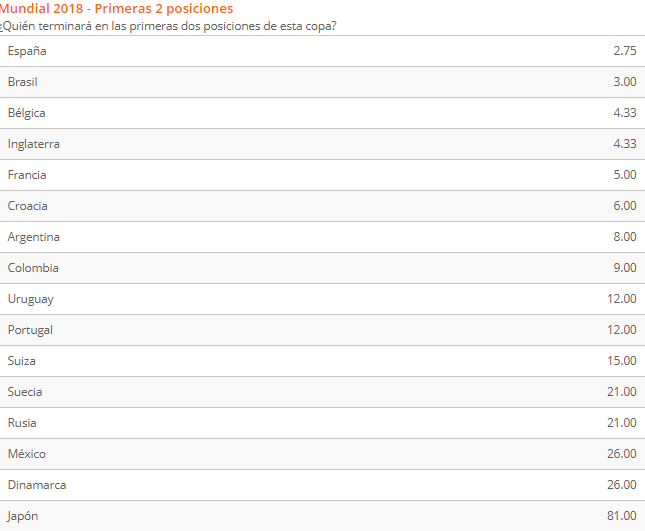 Mundial 2018 - Primeras 2 posiciones
¿Quién terminará en las primeras dos posiciones de esta copa?
España 2.75
Brasil 3.00
Bélgica 4.33
Inglaterra 4.33
Francia 5.00
Croacia 6.00
Argentina 8.00
Colombia 9.00
Uruguay 12.00
Portugal 12.00
Suiza 15.00
Suecia 21.00
Rusia 21.00
México 26.00
Dinamarca 26.00
Japón 81.00